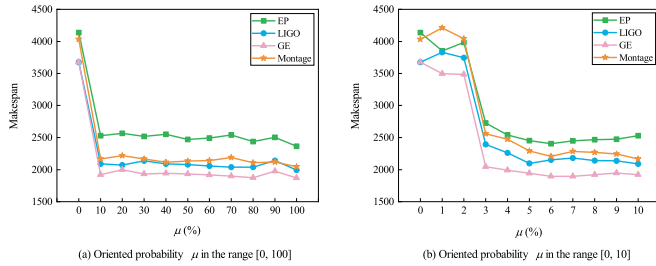 4500
4000
3500
3000
2500
2000
1500
Makespan
0 10 20 30 40 50 60 70 80 90 100
μ (%)
EP
LIGO
GE
Montage
(a) Oriented probability μ in the range [0, 100]
4500
4000
3500
3000
2500
2000
1500
Makespan
0 1 2 3 4 5 6 7 8 9 10
μ (%)
EP
LIGO
GE
Montage
(b) Oriented probability μ in the range [0, 10]